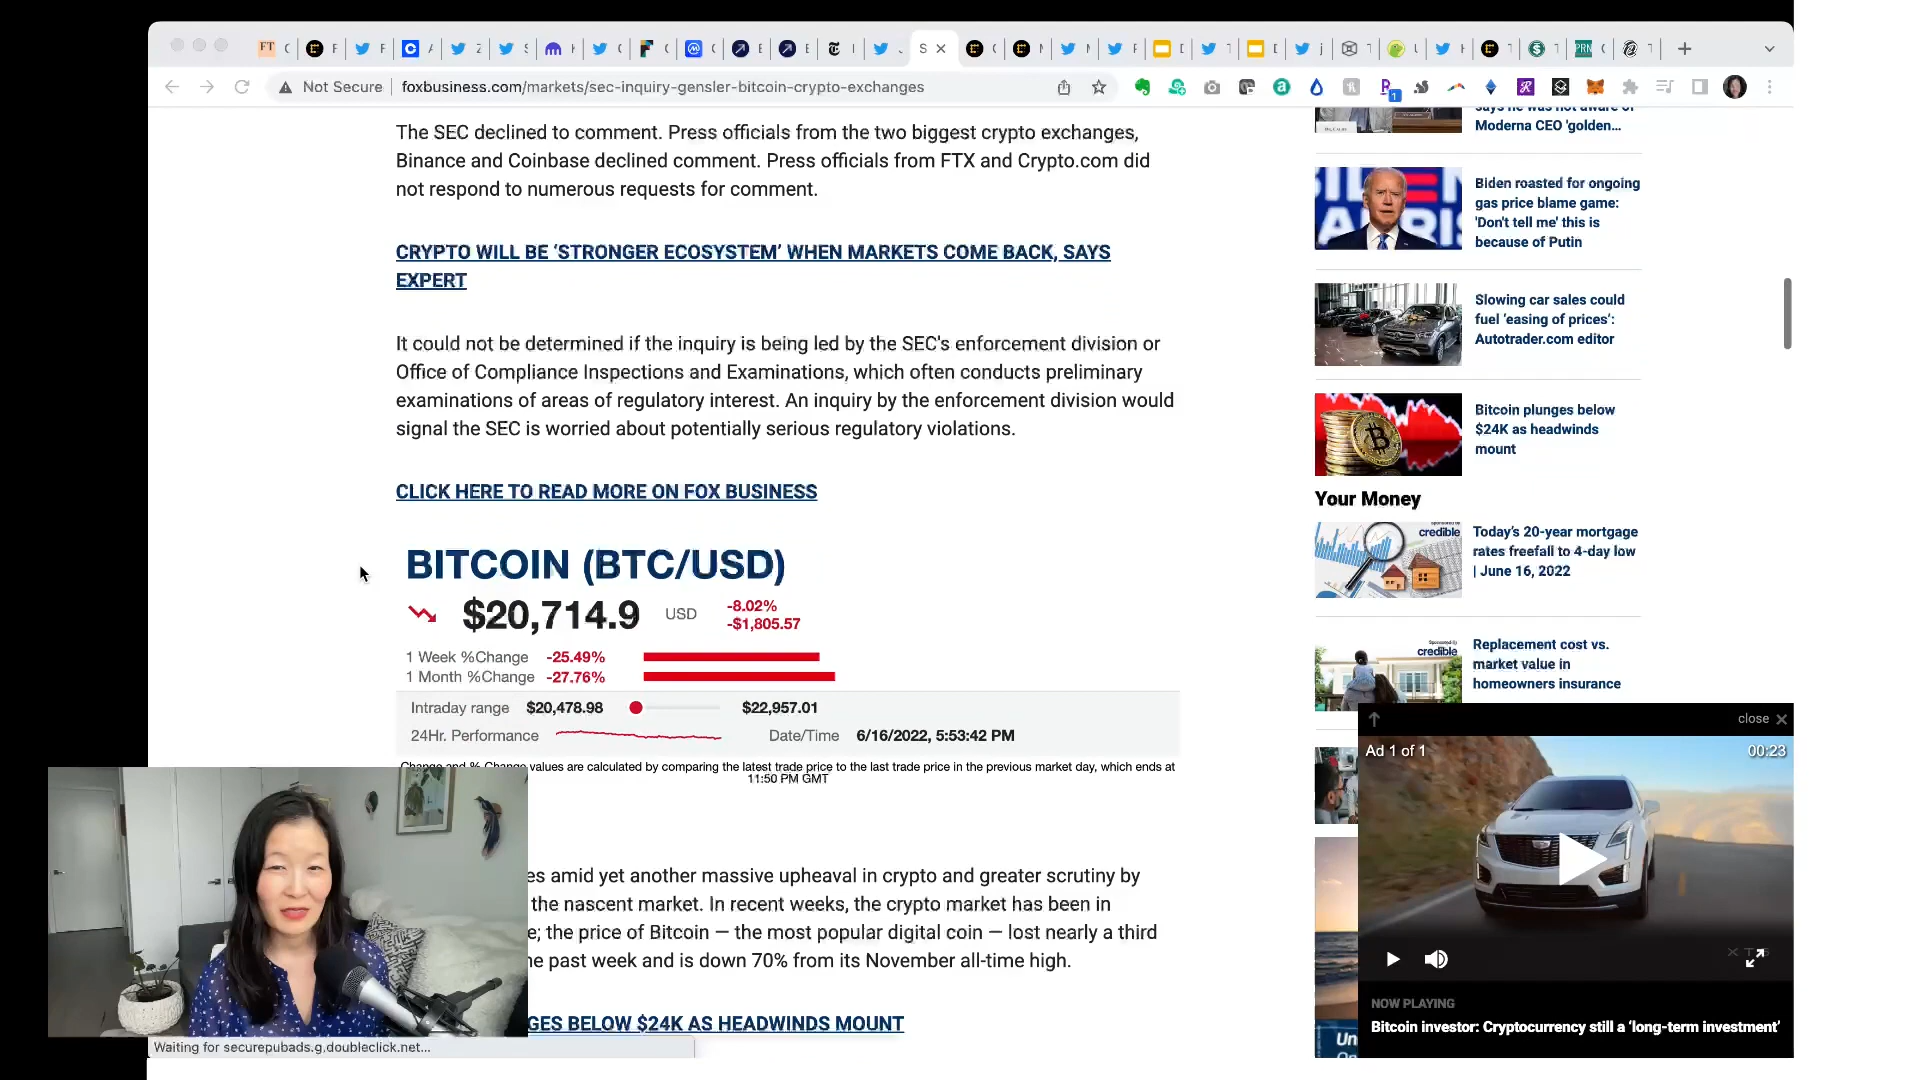 FT
S
Not Secure
foxbusiness.com/markets/sec-inquiry-gensler-bitcoin-crypto-exchanges
The SEC declined to comment. Press officials from the two biggest crypto exchanges,
Binance and Coinbase declined comment. Press officials from FTX and Crypto.com did
not respond to numerous requests for comment.
CRYPTO WILL BE ‘STRONGER ECOSYSTEM’ WHEN MARKETS COME BACK, SAYS
EXPERT
It could not be determined if the inquiry is being led by the SEC's enforcement division or
Office of Compliance Inspections and Examinations, which often conducts preliminary
examinations of areas of regulatory interest. An inquiry by the enforcement division would
signal the SEC is worried about potentially serious regulatory violations.
CLICK HERE TO READ MORE ON FOX BUSINESS
BITCOIN (BTC/USD)
$20,714.9 USD -8.02%
-$1,805.57
1 Week %Change -25.49%
1 Month %Change -27.76%
Intraday range $20,478.98 $22,957.01
24Hr. Performance Date/Time 6/16/2022, 5:53:42 PM
Change and % Change values are calculated by comparing the latest trade price to the last trade price in the previous market day, which ends at
11:50 PM GMT
es amid yet another massive upheaval in crypto and greater scrutiny by
the nascent market. In recent weeks, the crypto market has been in
e; the price of Bitcoin — the most popular digital coin — lost nearly a third
he past week and is down 70% from its November all-time high.
GES BELOW $24K AS HEADWINDS MOUNT
Waiting for securepubads.g.doubleclick.net...
says he was not aware of
Moderna CEO 'golden...
Biden roasted for ongoing
gas price blame game:
'Don't tell me' this is
because of Putin
Slowing car sales could
fuel ‘easing of prices’:
Autotrader.com editor
Bitcoin plunges below
$24K as headwinds
mount
Your Money
Sponsored by
credible
Today’s 20-year mortgage
rates freefall to 4-day low
| June 16, 2022
Sponsored by
credible
Replacement cost vs.
market value in
homeowners insurance
close
Ad 1 of 1
00:23
NOW PLAYING
Bitcoin investor: Cryptocurrency still a ‘long-term investment’